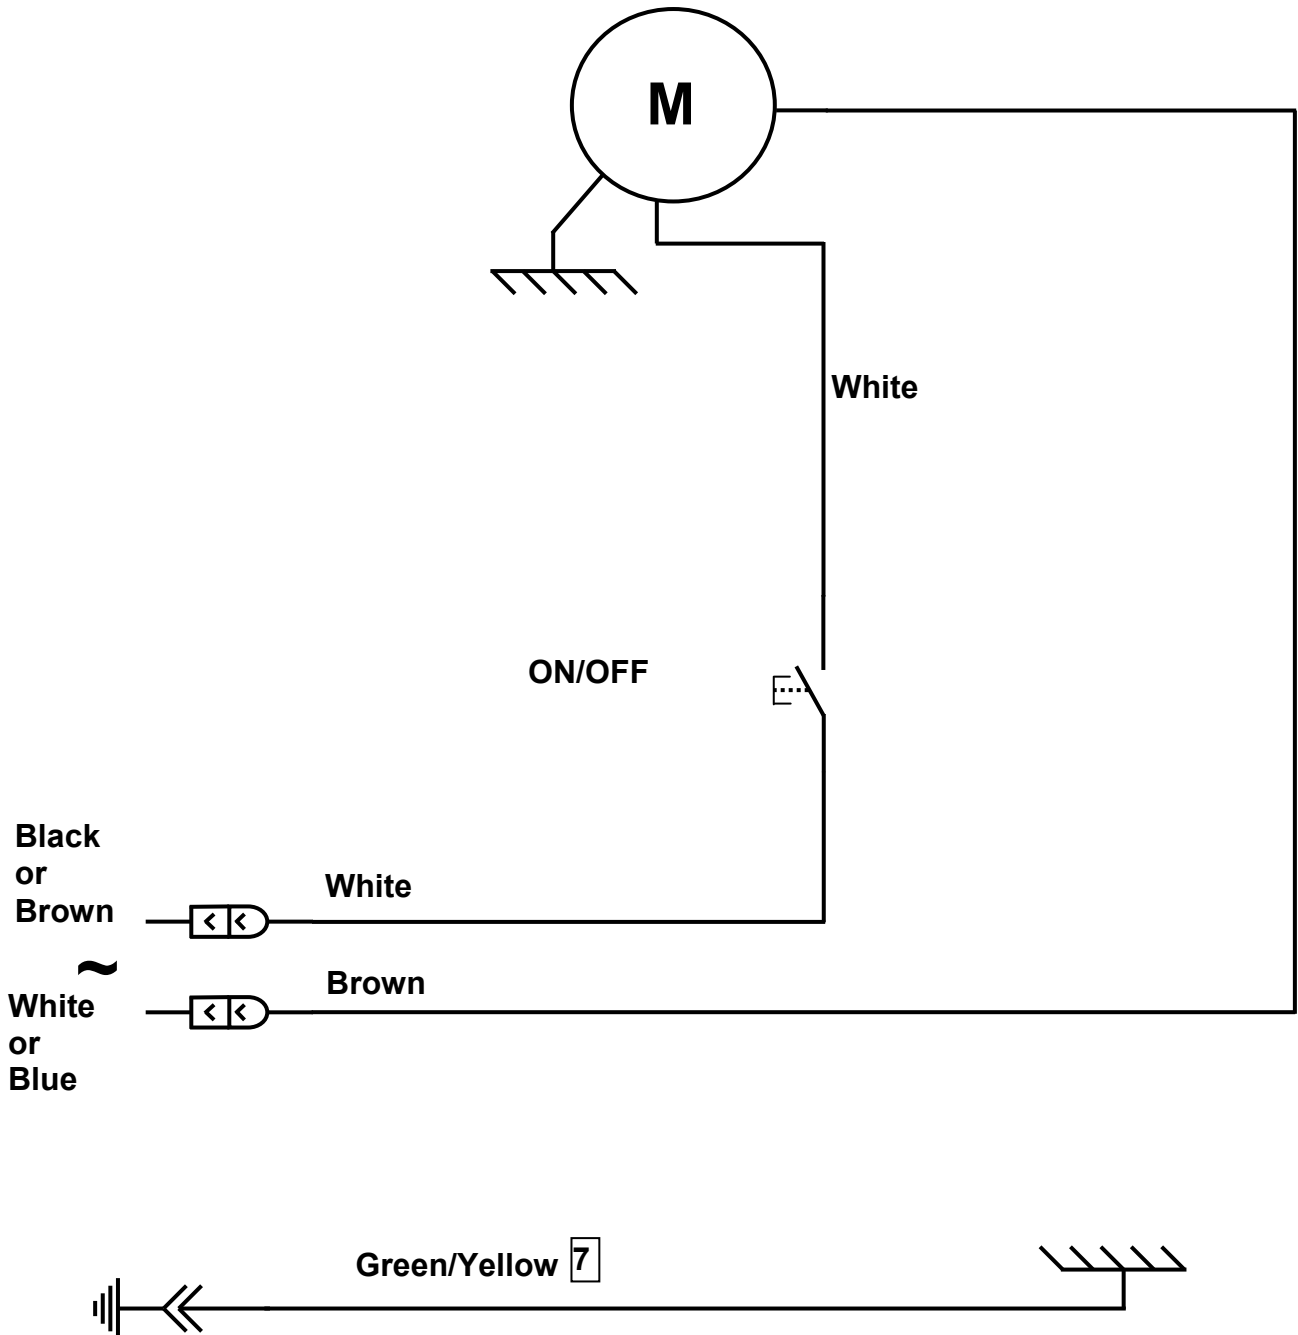 M
White
ON/OFF
Black
or
Brown
White
~
Brown
White
or
Blue
Green/Yellow 7